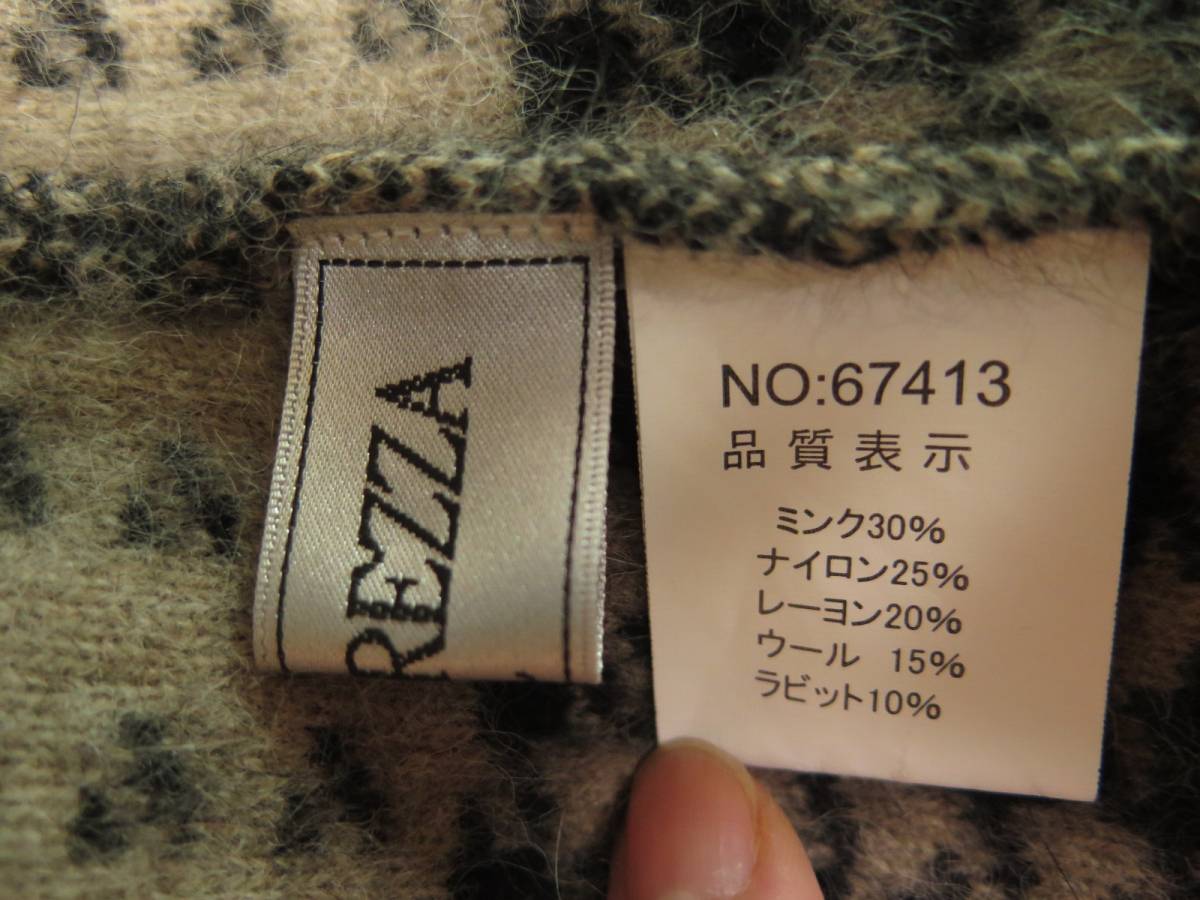 REZZA
NO:67413
品質表示
ミンク30%
ナイロン25%
レーヨン20%
ウール 15%
ラビット10%